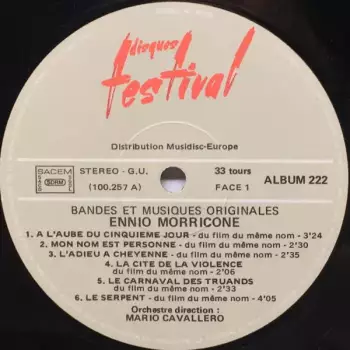 disques
festival
Distribution Musidisc-Europe
SACEM
SDRM
STEREO - G.U.
33 tours
(100.257 A)
FACE 1
ALBUM 222
BANDES ET MUSIQUES ORIGINALES
ENNIO MORRICONE
1. A L'AUBE DU CINQUIEME JOUR - du film du même nom - 3'24
2. MON NOM EST PERSONNE - du film du même nom - 2'30
3. L'ADIEU A CHEYENNE - du film du même nom - 2'35
4. LA CITE DE LA VIOLENCE
- du film du même nom - 2'06
5. LE CARNAVAL DES TRUANDS
- du film du même nom - 2'33
6. LE SERPENT - du film du même nom - 4'05
Orchestre direction :
MARIO CAVALLERO